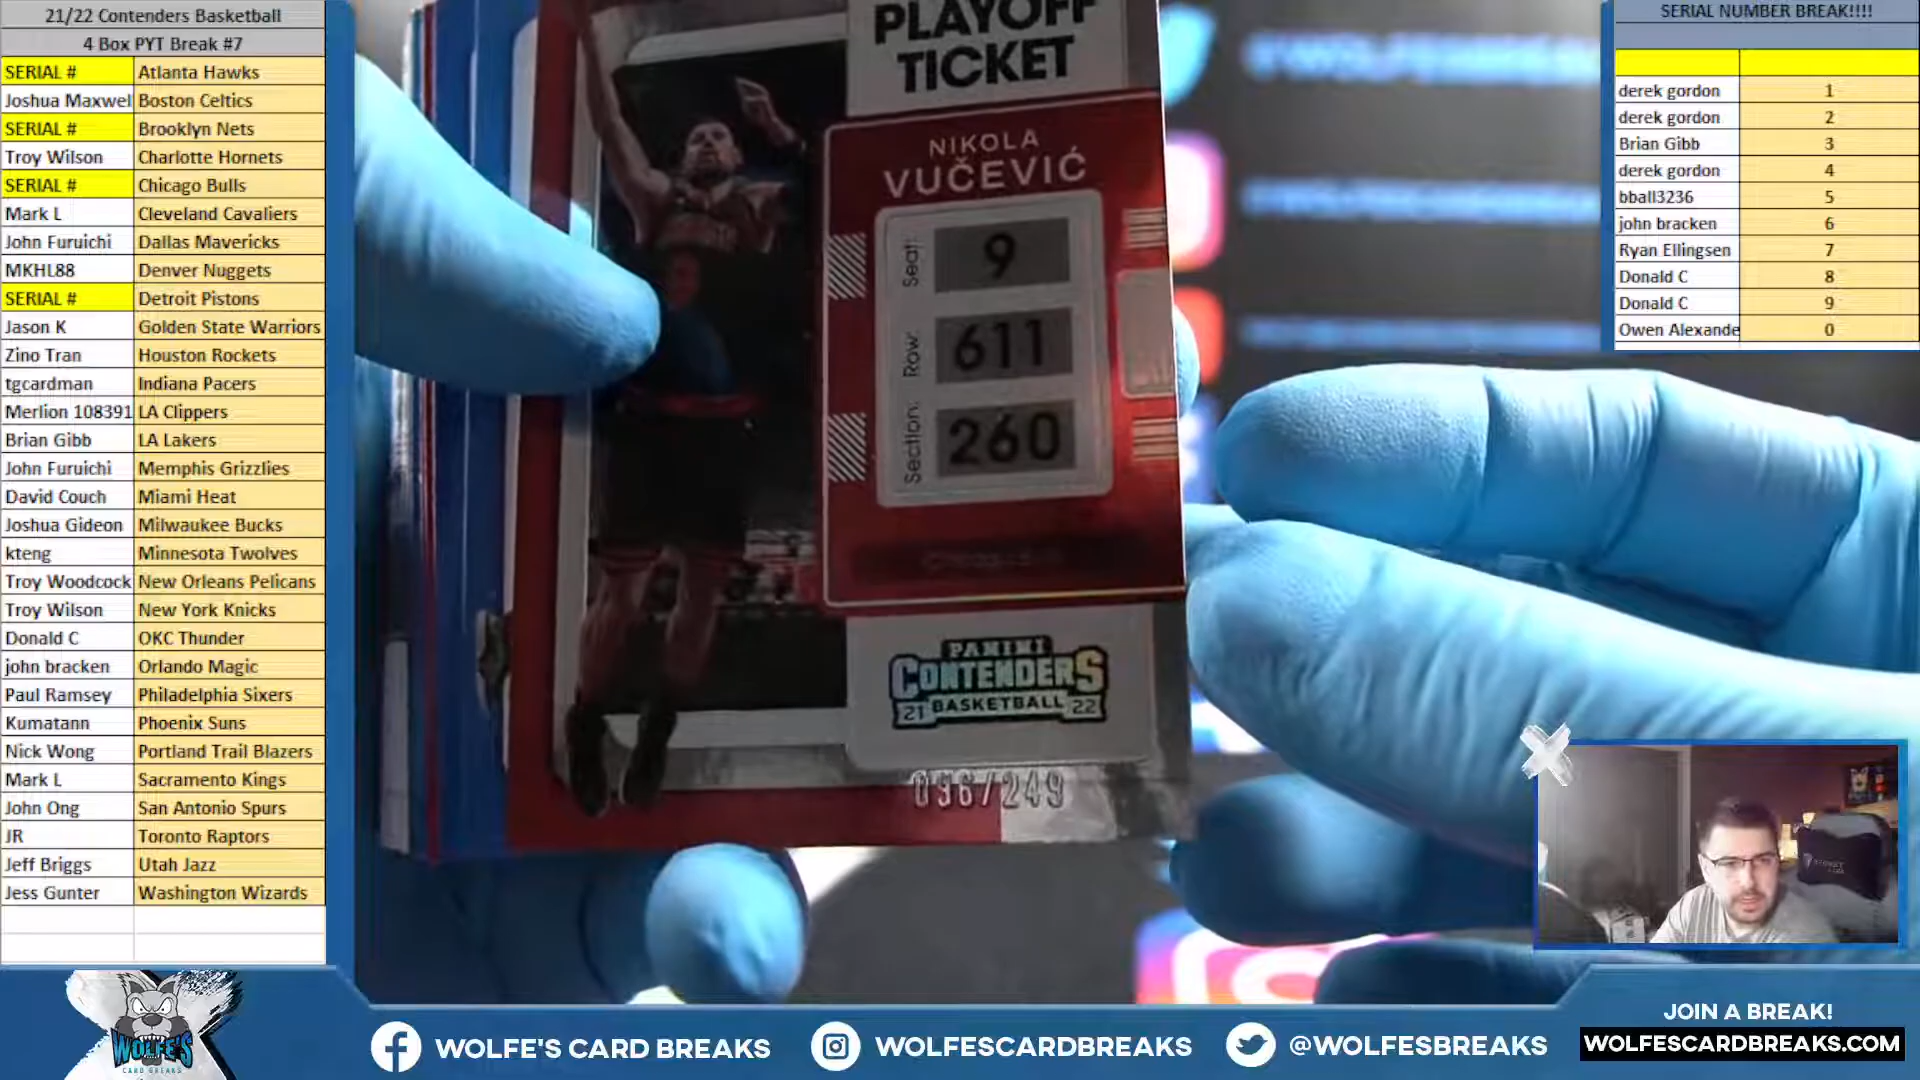 21/22 Contenders Basketball
4 Box PYT Break #7
SERIAL # Atlanta Hawks
Joshua Maxwel Boston Celtics
SERIAL # Brooklyn Nets
Troy Wilson Charlotte Hornets
SERIAL # Chicago Bulls
Mark L Cleveland Cavaliers
John Furuichi Dallas Mavericks
MKHL88 Denver Nuggets
SERIAL # Detroit Pistons
Jason K Golden State Warriors
Zino Tran Houston Rockets
tgcardman Indiana Pacers
Merlion 108391 LA Clippers
Brian Gibb LA Lakers
John Furuichi Memphis Grizzlies
David Couch Miami Heat
Joshua Gideon Milwaukee Bucks
kteng Minnesota Twolves
Troy Woodcock New Orleans Pelicans
Troy Wilson New York Knicks
Donald C OKC Thunder
john bracken Orlando Magic
Paul Ramsey Philadelphia Sixers
Kumatann Phoenix Suns
Nick Wong Portland Trail Blazers
Mark L Sacramento Kings
John Ong San Antonio Spurs
JR Toronto Raptors
Jeff Briggs Utah Jazz
Jess Gunter Washington Wizards
PLAYOFF
TICKET
NIKOLA
VUČEVIĆ
Seat: 9
Row: 611
Section: 260
PANINI
CONTENDERS
21 BASKETBALL 22
096/249
SERIAL NUMBER BREAK!!!!
derek gordon 1
derek gordon 2
Brian Gibb 3
derek gordon 4
bball3236 5
john bracken 6
Ryan Ellingsen 7
Donald C 8
Donald C 9
Owen Alexande 0
WOLFE'S
CARD BREAKS
WOLFE'S CARD BREAKS
WOLFESCARDBREAKS
@WOLFESBREAKS
JOIN A BREAK!
WOLFESCARDBREAKS.COM